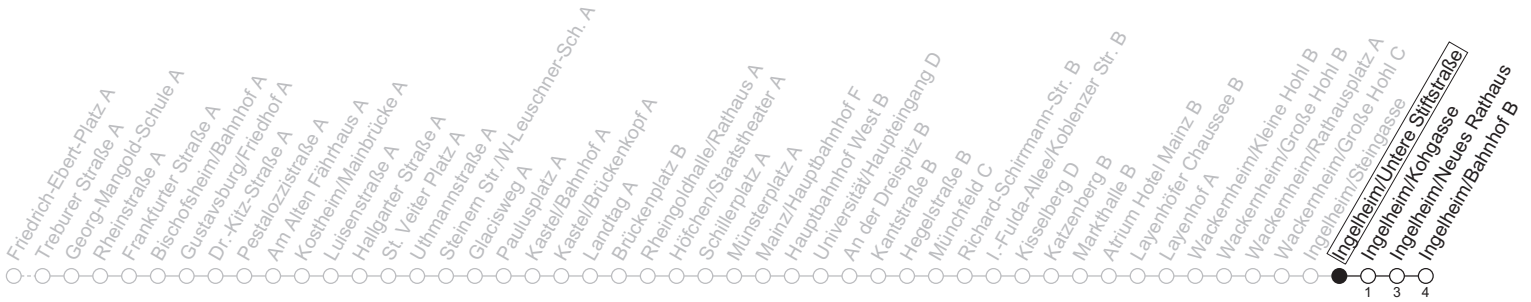 Friedrich-Ebert-Platz A
Treburer Straße A
Georg-Mangold-Schule A
Rheinstraße A
Frankfurter Straße A
Bischofsheim/Bahnhof A
Gustavsburg/Friedhof A
Dr.-Kitz-Straße A
Pestalozzistraße A
Am Alten Fährhaus A
Kostheim/Mainbrücke A
Luisenstraße A
Hallgarter Straße A
St. Veiter Platz A
Uthmannstraße A
Steinern Str./W-Leuschner-Sch. A
Glacisweg A
Paulusplatz A
Kastel/Bahnhof A
Kastel/Brückenkopf A
Landtag A
Brückenplatz B
Rheingoldhalle/Rathaus A
Höfchen/Staatstheater A
Schillerplatz A
Münsterplatz A
Mainz/Hauptbahnhof F
Hauptbahnhof West B
Universität/Haupteingang D
An der Dreispitz B
Kantstraße B
Hegelstraße B
Münchfeld C
Richard-Schirrmann-Str. B
I.-Fulda-Allee/Koblenzer Str. B
Kisselberg D
Katzenberg B
Markthalle B
Atrium Hotel Mainz B
Layenhöfer Chaussee B
Layenhof A
Wackernheim/Kleine Hohl B
Wackernheim/Große Hohl B
Wackernheim/Rathausplatz A
Wackernheim/Große Hohl C
Ingelheim/Steingasse
Ingelheim/Untere Stiftstraße
Ingelheim/Kohgasse
Ingelheim/Neues Rathaus
Ingelheim/Bahnhof B
1 3 4